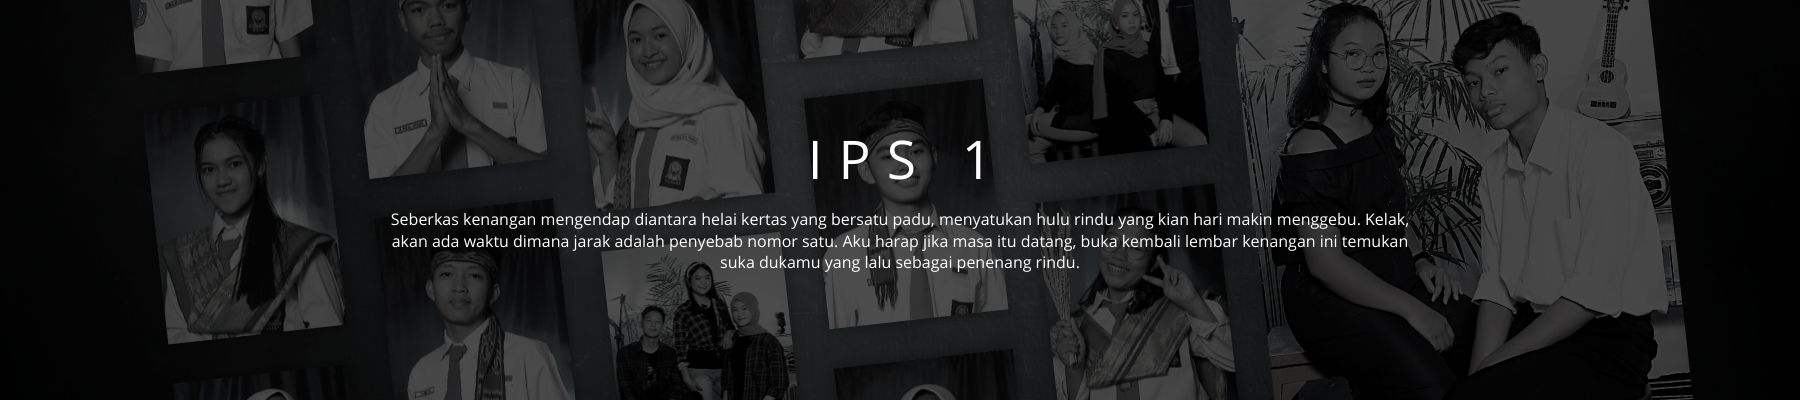 IPS 1
Seberkas kenangan mengendap diantara helai kertas yang bersatu padu, menyatukan hulu rindu yang kian hari makin menggebu. Kelak,
akan ada waktu dimana jarak adalah penyebab nomor satu. Aku harap jika masa itu datang, buka kembali lembar kenangan ini temukan
suka dukamu yang lalu sebagai penenang rindu.